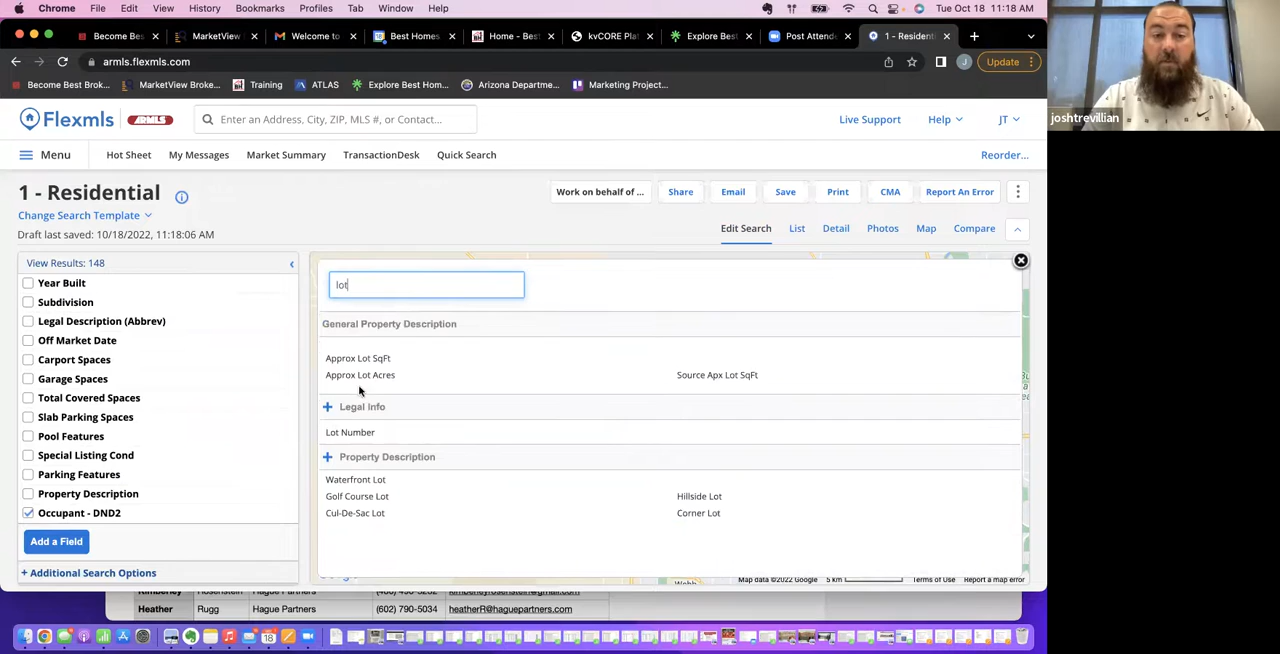 Chrome File Edit View History Bookmarks Profiles Tab Window Help Tue Oct 18 11:18 AM
Become Bes MarketView Welcome to Best Homes Home - Bes kvCORE Pla Explore Best Post Attende 1 - Residenti
armls.flexmls.com J Update
Become Best Brok... MarketView Broke... Training ATLAS Explore Best Hom... Arizona Departme... Marketing Project...
joshtrevillian
Flexmls ARMLS Enter an Address, City, ZIP, MLS #, or Contact... Live Support Help JT
Menu Hot Sheet My Messages Market Summary TransactionDesk Quick Search Reorder...
1 - Residential Work on behalf of ... Share Email Save Print CMA Report An Error
Change Search Template
Draft last saved: 10/18/2022, 11:18:06 AM Edit Search List Detail Photos Map Compare
View Results: 148
Year Built
Subdivision
Legal Description (Abbrev)
Off Market Date
Carport Spaces
Garage Spaces
Total Covered Spaces
Slab Parking Spaces
Pool Features
Special Listing Cond
Parking Features
Property Description
Occupant - DND2
Add a Field
+ Additional Search Options
lot
General Property Description
Approx Lot SqFt
Approx Lot Acres Source Apx Lot SqFt
+ Legal Info
Lot Number
+ Property Description
Waterfront Lot
Golf Course Lot Hillside Lot
Cul-De-Sac Lot Corner Lot
Map data ©2022 Google 5 km Terms of Use Report a map error
Hague Partners
Heather Rugg Hague Partners (602) 790-5034 heatherR@haguepartners.com